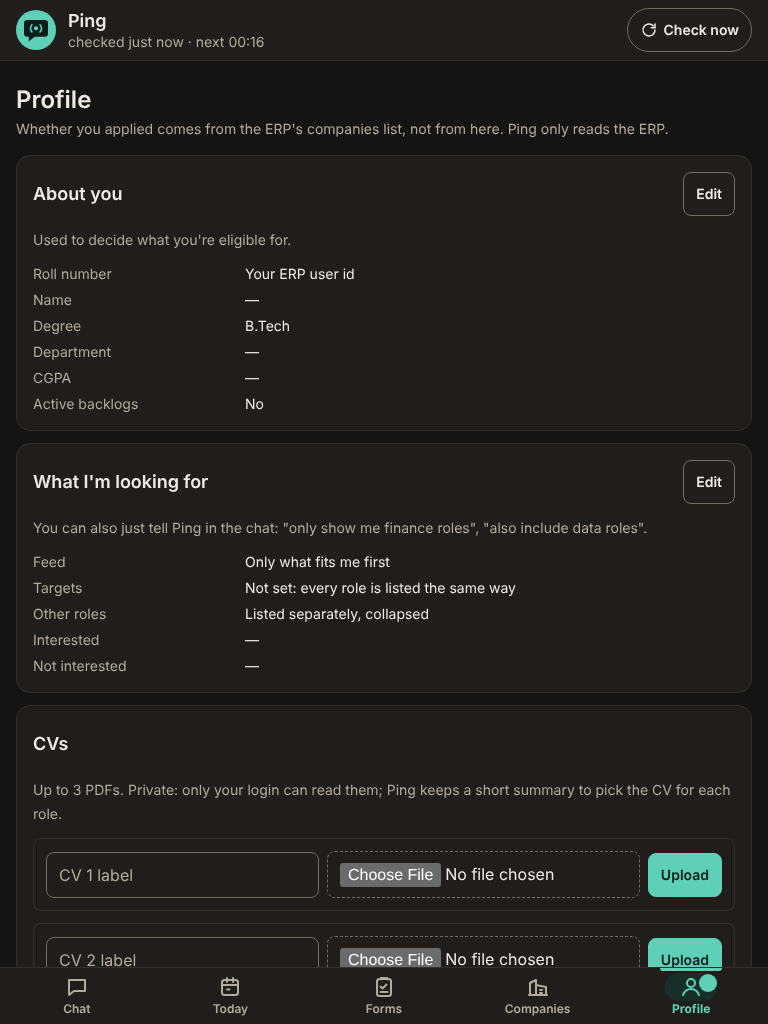 Ping
checked just now · next 00:16
Check now
Profile
Whether you applied comes from the ERP's companies list, not from here. Ping only reads the ERP.
About you
Edit
Used to decide what you're eligible for.
Roll number Your ERP user id
Name —
Degree B.Tech
Department —
CGPA —
Active backlogs No
What I'm looking for
Edit
You can also just tell Ping in the chat: "only show me finance roles", "also include data roles".
Feed Only what fits me first
Targets Not set: every role is listed the same way
Other roles Listed separately, collapsed
Interested —
Not interested —
CVs
Up to 3 PDFs. Private: only your login can read them; Ping keeps a short summary to pick the CV for each
role.
CV 1 label Choose File No file chosen Upload
CV 2 label Choose File No file chosen Upload
Chat Today Forms Companies Profile